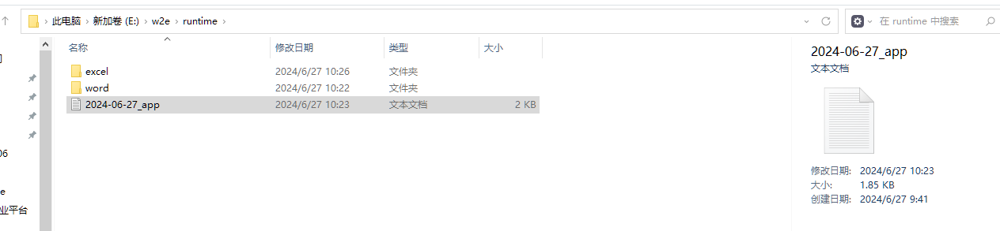 此电脑 › 新加卷 (E:) › w2e › runtime ›
在 runtime 中搜索
名称 修改日期 类型 大小
excel 2024/6/27 10:26 文件夹
word 2024/6/27 10:22 文件夹
2024-06-27_app 2024/6/27 10:23 文本文档 2 KB
06
e
业平台
2024-06-27_app
文本文档
修改日期: 2024/6/27 10:23
大小: 1.85 KB
创建日期: 2024/6/27 9:41